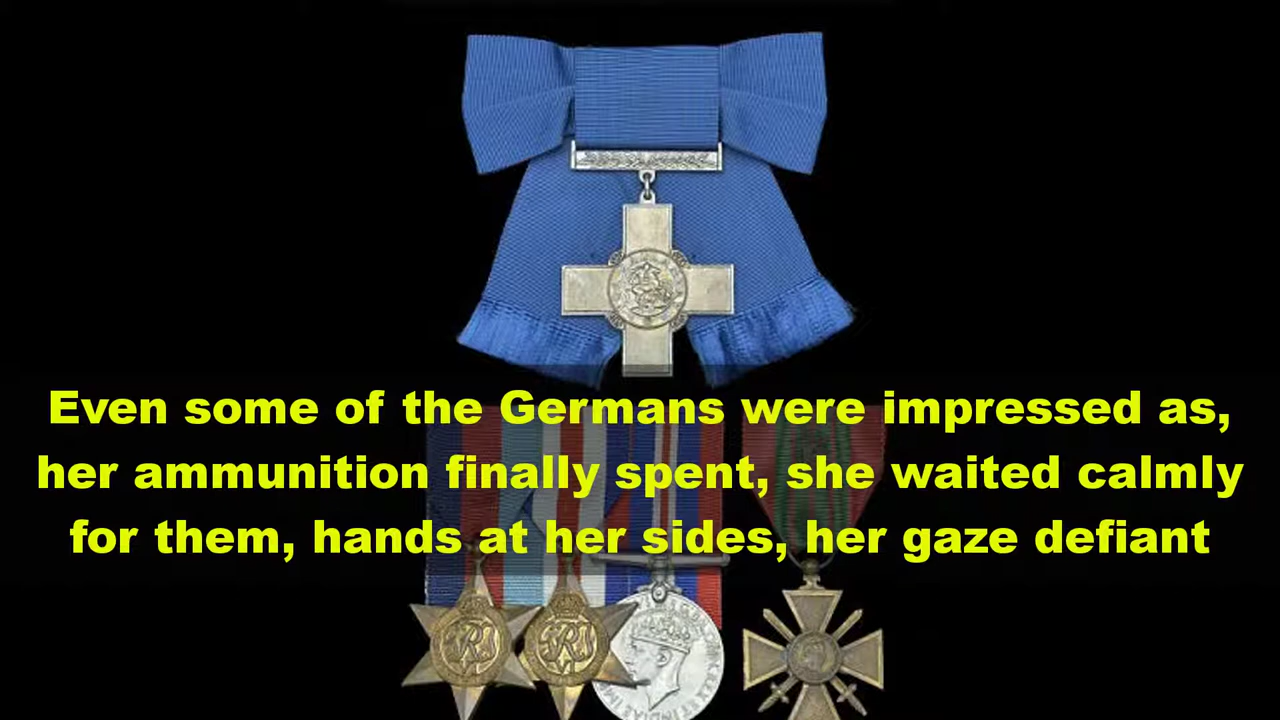 Even some of the Germans were impressed as,
her ammunition finally spent, she waited calmly
for them, hands at her sides, her gaze defiant